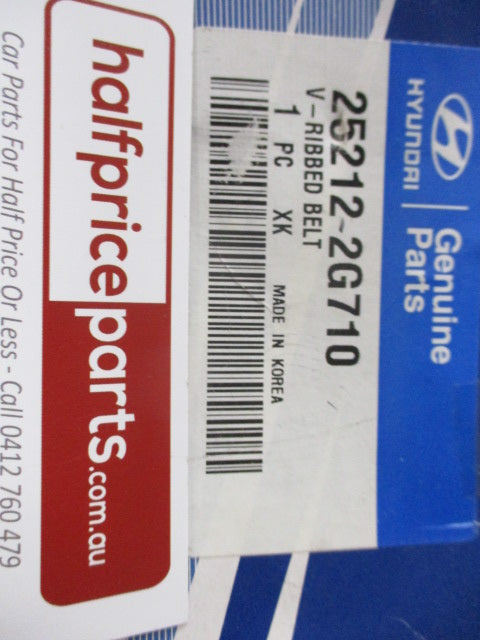 HYUNDAI
Genuine
Parts
25212-2G710
V-RIBBED BELT
1 PC XK MADE IN KOREA
halfpriceparts.com.au
Car Parts For Half Price Or Less - Call 0412 760 479